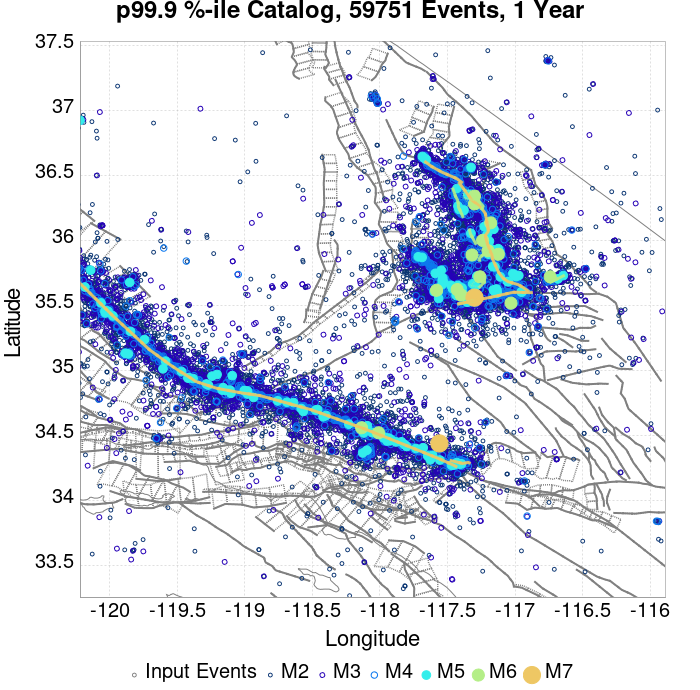 p99.9 %-ile Catalog, 59751 Events, 1 Year
37.5
37
36.5
36
35.5
35
34.5
34
33.5
Latitude
-120 -119.5 -119 -118.5 -118 -117.5 -117 -116.5 -116
Longitude
Input Events M2 M3 M4 M5 M6 M7